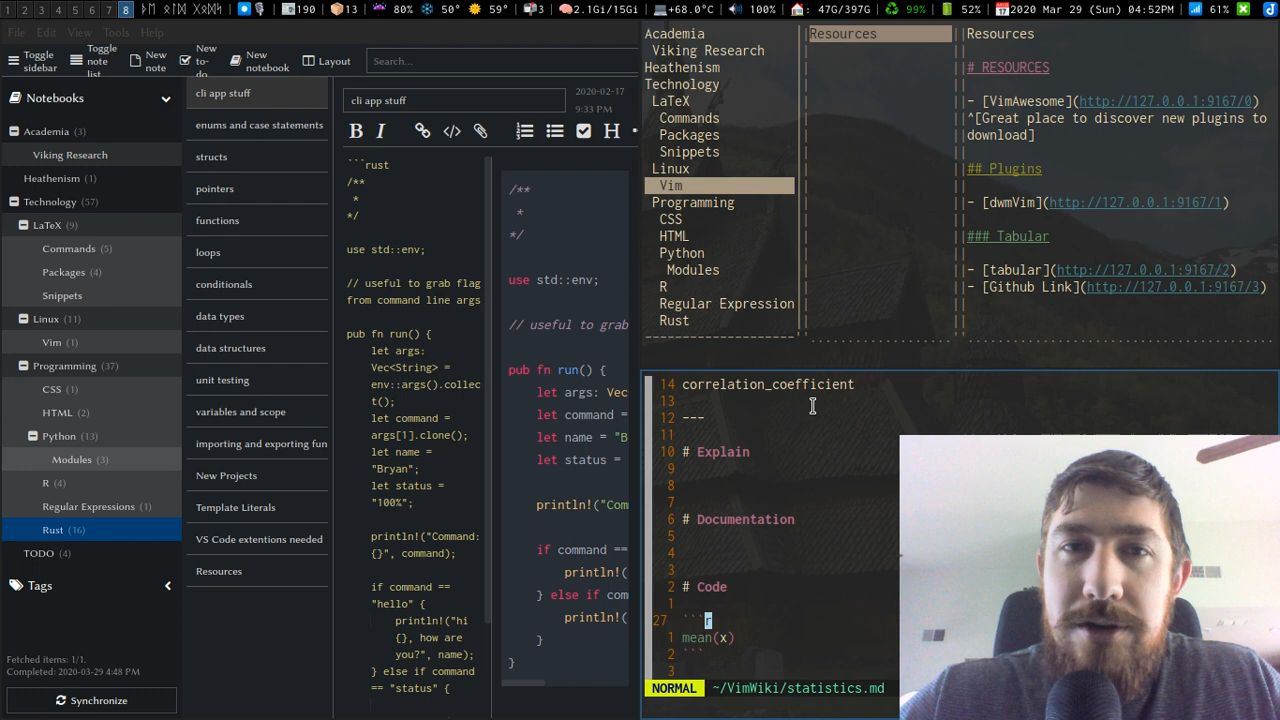 1 2 3 4 5 6 7 8
190 13 80% 50° 59° 3 2.1Gi/15Gi +68.0°C 100% : 47G/397G 99% 52% 2020 Mar 29 (Sun) 04:52PM 61%
File Edit View Tools Help
Toggle sidebar Toggle note list New note New to-do New notebook Layout Search...
Notebooks
Academia (3)
Viking Research
Heathenism (1)
Technology (57)
LaTeX (9)
Commands (5)
Packages (4)
Snippets
Linux (11)
Vim (1)
Programming (37)
CSS (1)
HTML (2)
Python (13)
Modules (3)
R (4)
Regular Expressions (1)
Rust (16)
TODO (4)
Tags
Fetched items: 1/1.
Completed: 2020-03-29 4:48 PM
Synchronize
cli app stuff
enums and case statements
structs
pointers
functions
loops
conditionals
data types
data structures
unit testing
variables and scope
importing and exporting fun
New Projects
Template Literals
VS Code extentions needed
Resources
cli app stuff
2020-02-17
9:33 PM
B I H
```rust
/**
*
*/
use std::env;
// useful to grab flag
from command line args
pub fn run() {
let args:
Vec<String> =
env::args().collec
t();
let command =
args[1].clone();
let name =
"Bryan";
let status =
"100%";
println!("Command:
{}", command);
if command ==
"hello" {
println!("hi
{}, how are
you?", name);
} else if command
== "status" {
/**
*
*/
use std::env;
// useful to grab
pub fn run() {
let args: Vec
let command =
let name = "B
let status =
println!("Com
if command ==
println!(
} else if com
println!(
}
}
Academia
Viking Research
Heathenism
Technology
LaTeX
Commands
Packages
Snippets
Linux
Vim
Programming
CSS
HTML
Python
Modules
R
Regular Expression
Rust
Resources
Resources
# RESOURCES
- [VimAwesome](http://127.0.0.1:9167/0)
^[Great place to discover new plugins to
download]
## Plugins
- [dwmVim](http://127.0.0.1:9167/1)
### Tabular
- [tabular](http://127.0.0.1:9167/2)
- [Github Link](http://127.0.0.1:9167/3)
14 correlation_coefficient
13
12 ---
11
10 # Explain
9
8
7
6 # Documentation
5
4
3
2 # Code
1
27 ```r
1 mean(x)
2 ```
3
NORMAL ~/VimWiki/statistics.md